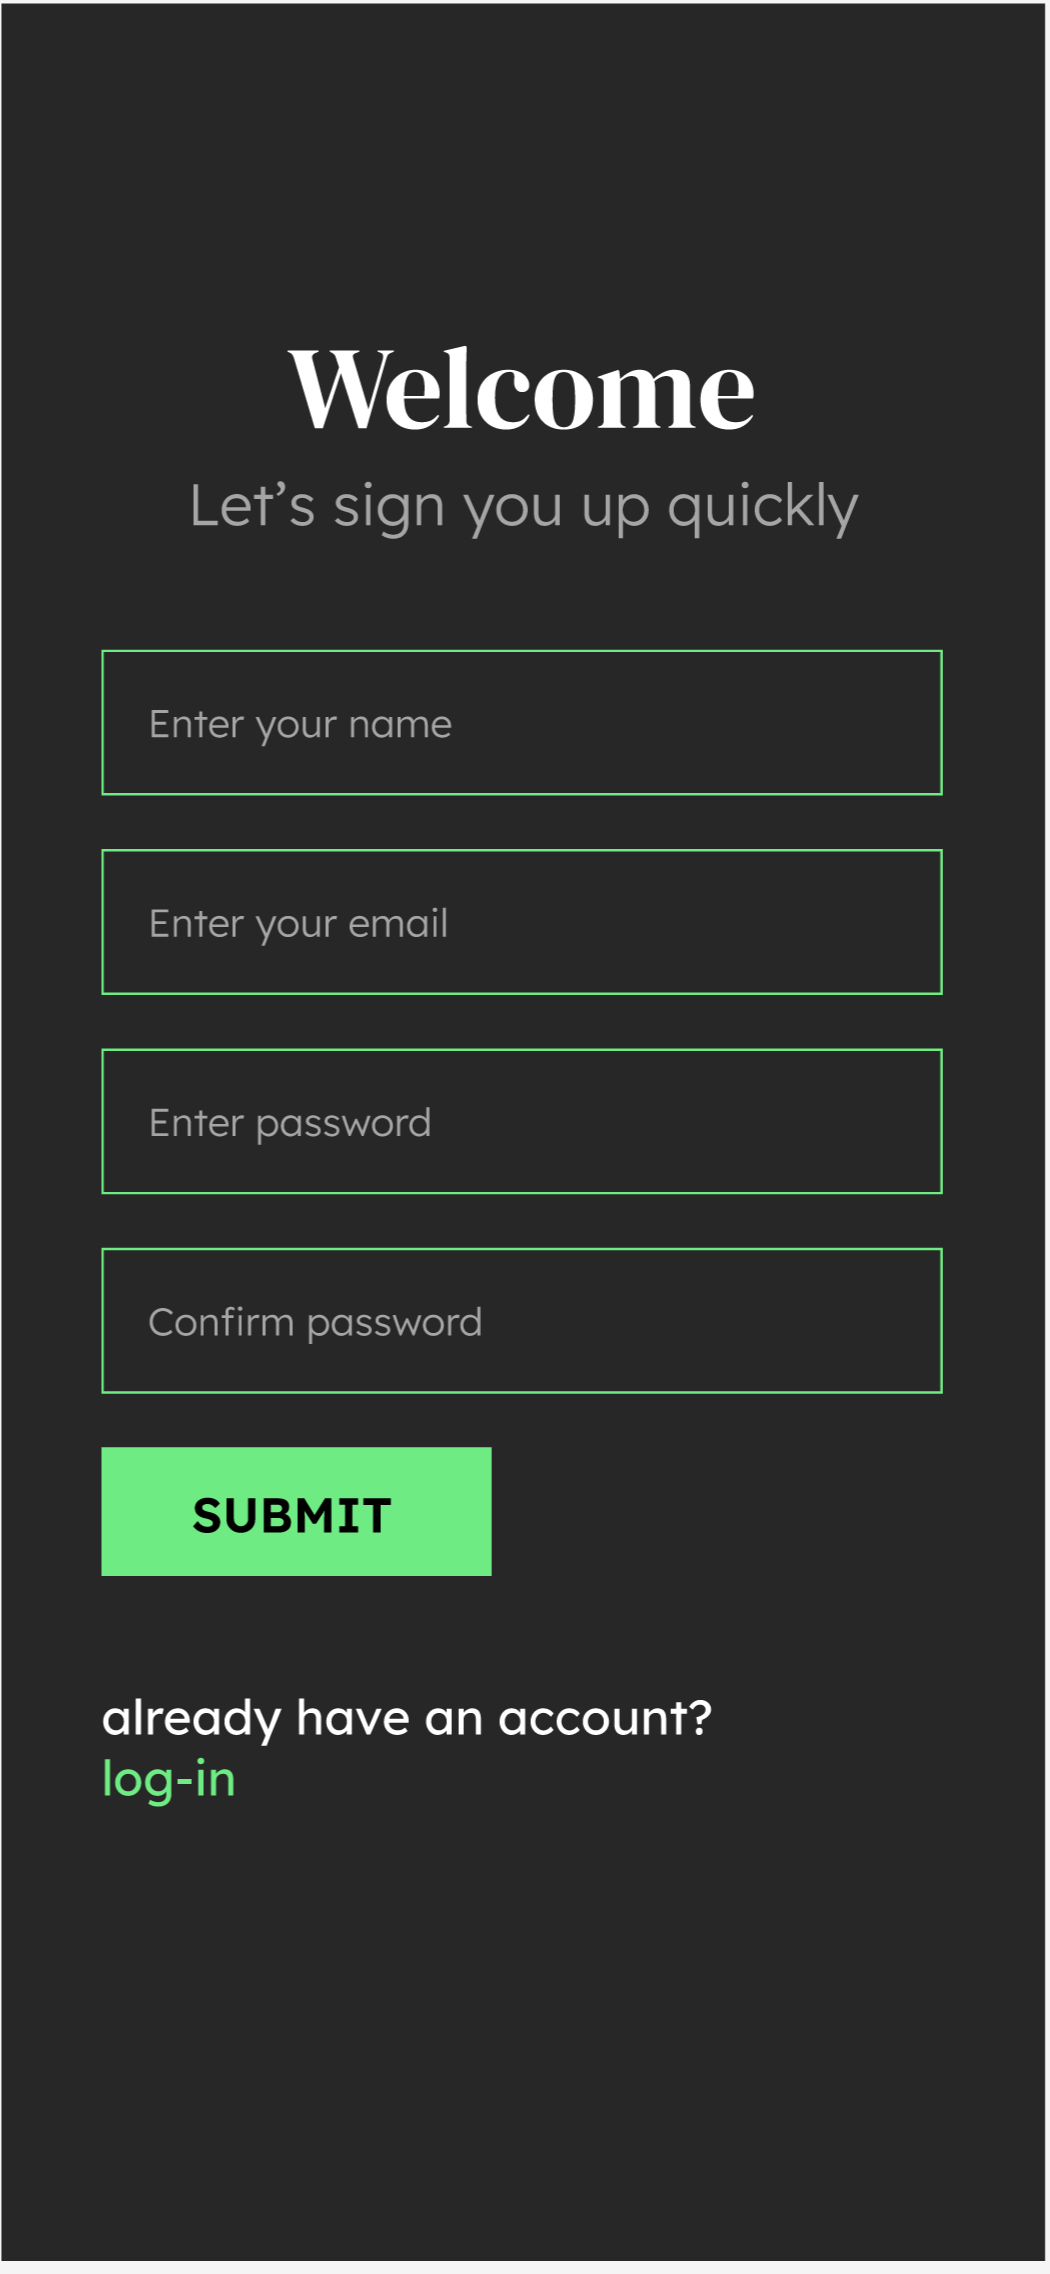 Welcome
Let’s sign you up quickly
Enter your name
Enter your email
Enter password
Confirm password
SUBMIT
already have an account?
log-in